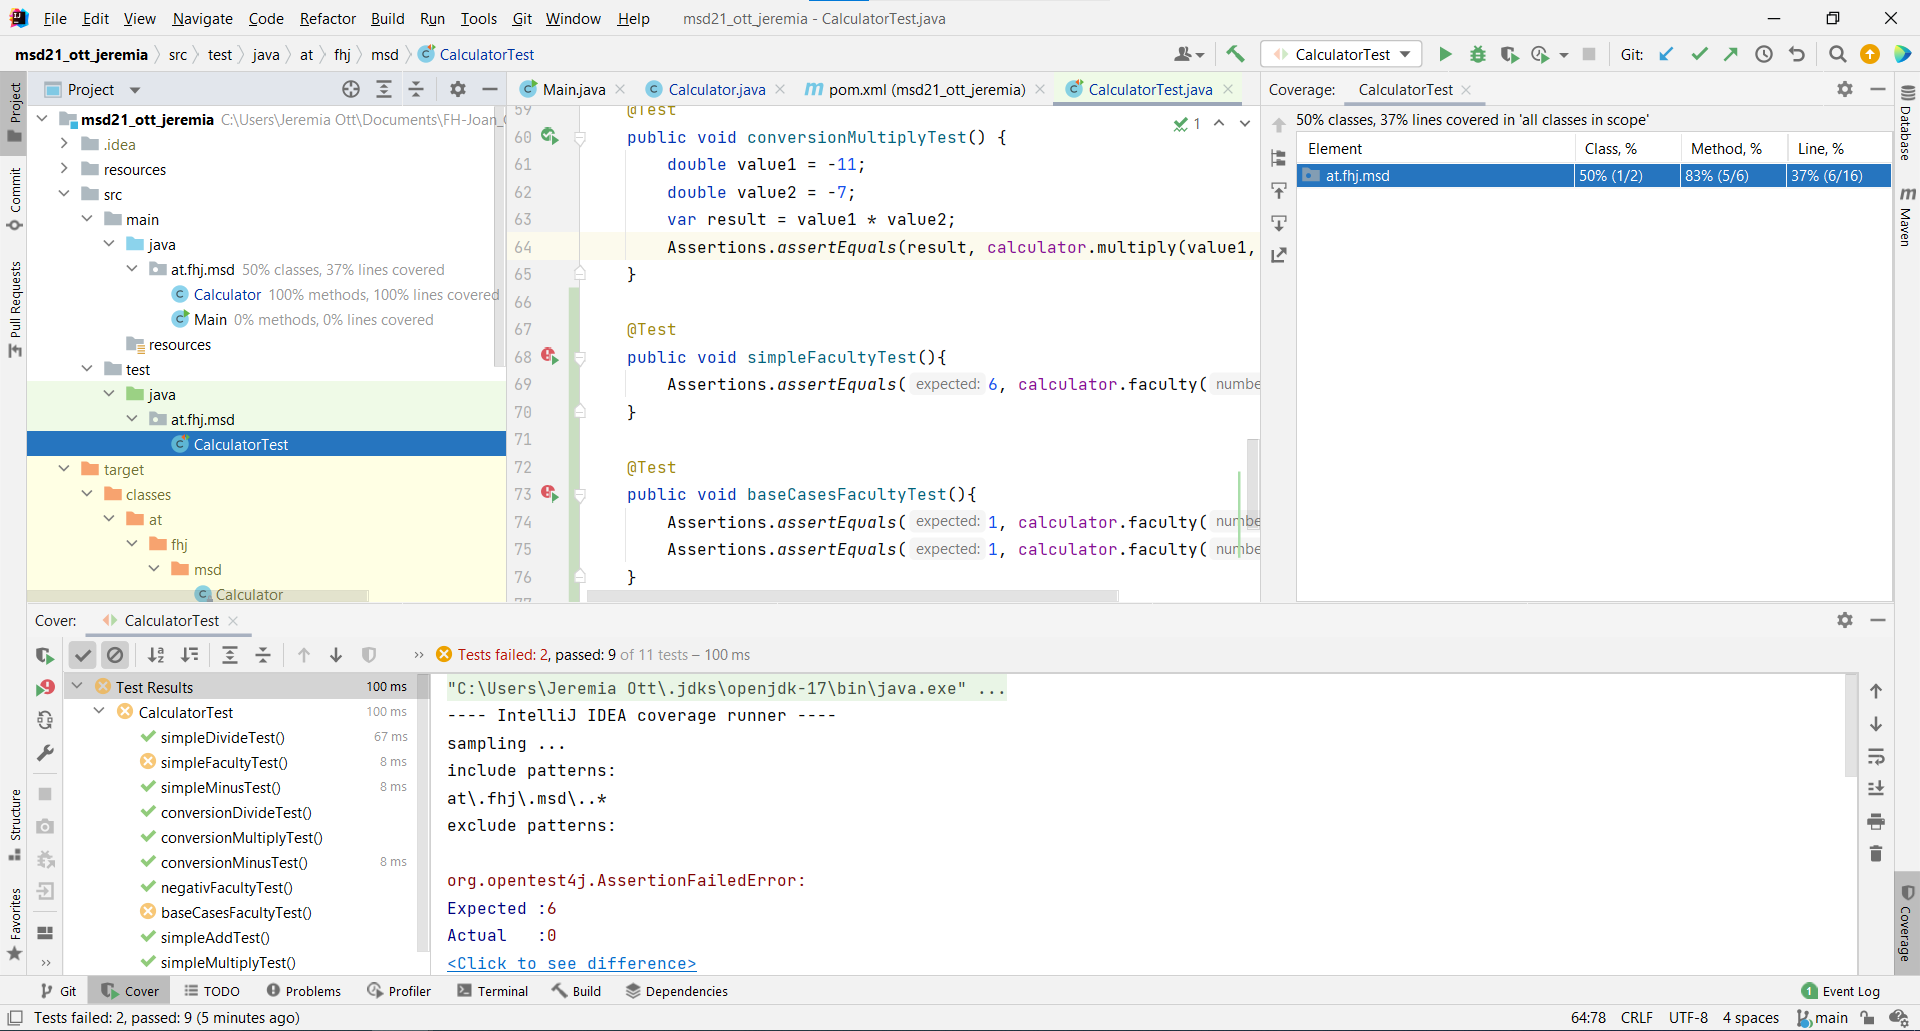 File Edit View Navigate Code Refactor Build Run Tools Git Window Help msd21_ott_jeremia - CalculatorTest.java
msd21_ott_jeremia src test java at fhj msd CalculatorTest
CalculatorTest Git:
Project
Main.java Calculator.java pom.xml (msd21_ott_jeremia) CalculatorTest.java
Coverage: CalculatorTest
Project
Commit
Pull Requests
Structure
Favorites
msd21_ott_jeremia C:\Users\Jeremia Ott\Documents\FH-Joan_
.idea
resources
src
main
java
at.fhj.msd 50% classes, 37% lines covered
Calculator 100% methods, 100% lines covered
Main 0% methods, 0% lines covered
resources
test
java
at.fhj.msd
CalculatorTest
target
classes
at
fhj
msd
Calculator
59 @Test
60 public void conversionMultiplyTest() {
61 double value1 = -11;
62 double value2 = -7;
63 var result = value1 * value2;
64 Assertions.assertEquals(result, calculator.multiply(value1,
65 }
66
67 @Test
68 public void simpleFacultyTest(){
69 Assertions.assertEquals( expected: 6, calculator.faculty( numbe
70 }
71
72 @Test
73 public void baseCasesFacultyTest(){
74 Assertions.assertEquals( expected: 1, calculator.faculty( numbe
75 Assertions.assertEquals( expected: 1, calculator.faculty( numbe
76 }
77
1
50% classes, 37% lines covered in 'all classes in scope'
Element Class, % Method, % Line, %
at.fhj.msd 50% (1/2) 83% (5/6) 37% (6/16)
Database
Maven
Coverage
Cover: CalculatorTest
Tests failed: 2, passed: 9 of 11 tests – 100 ms
Test Results 100 ms
CalculatorTest 100 ms
simpleDivideTest() 67 ms
simpleFacultyTest() 8 ms
simpleMinusTest() 8 ms
conversionDivideTest()
conversionMultiplyTest()
conversionMinusTest() 8 ms
negativFacultyTest()
baseCasesFacultyTest()
simpleAddTest()
simpleMultiplyTest()
"C:\Users\Jeremia Ott\.jdks\openjdk-17\bin\java.exe" ...
---- IntelliJ IDEA coverage runner ----
sampling ...
include patterns:
at\.fhj\.msd\..*
exclude patterns:
org.opentest4j.AssertionFailedError:
Expected :6
Actual :0
<Click to see difference>
Git Cover TODO Problems Profiler Terminal Build Dependencies 1 Event Log
Tests failed: 2, passed: 9 (5 minutes ago) 64:78 CRLF UTF-8 4 spaces main